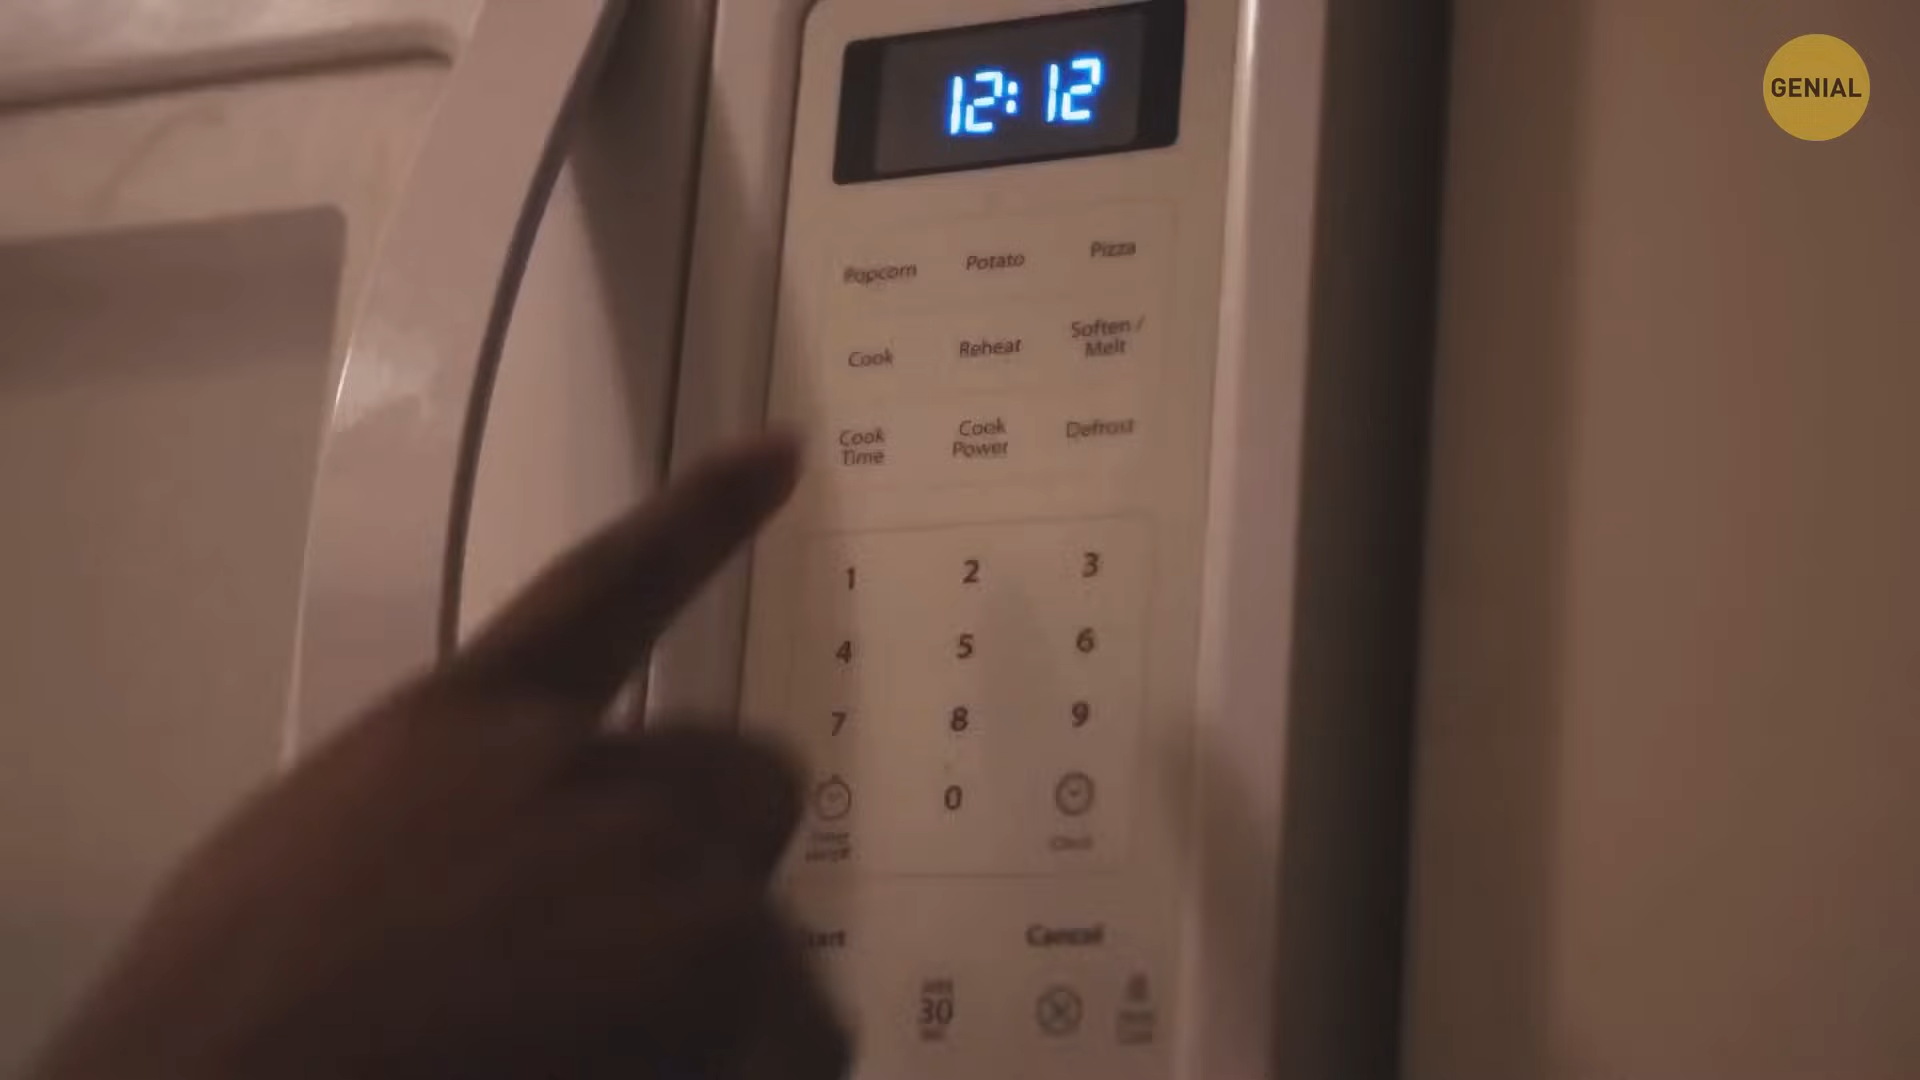 12:12
GENIAL
Popcorn Potato Pizza
Cook Reheat Soften /
Melt
Cook
Time
Cook
Power
Defrost
1 2 3
4 5 6
7 8 9
0
Cancel
30